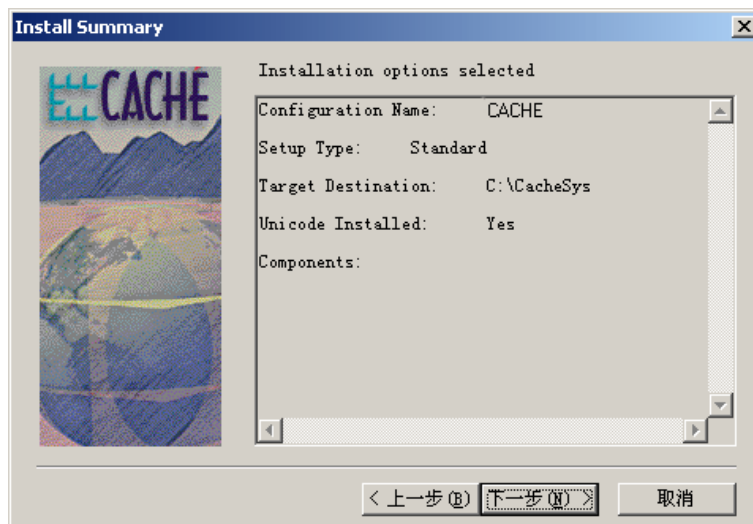 Install Summary
CACHÉ
Installation options selected
Configuration Name: CACHE
Setup Type: Standard
Target Destination: C:\CacheSys
Unicode Installed: Yes
Components:
< 上一步(B) 下一步(N) > 取消